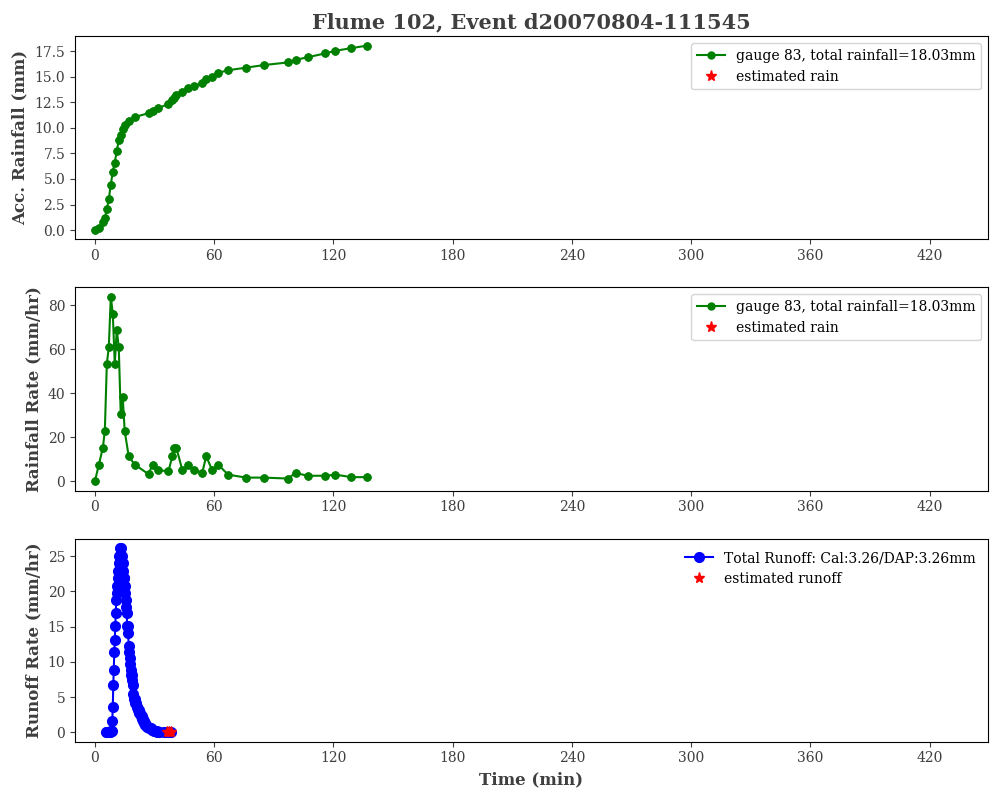 Flume 102, Event d20070804-111545
Acc. Rainfall (mm)
17.5
15.0
12.5
10.0
7.5
5.0
2.5
0.0
gauge 83, total rainfall=18.03mm
estimated rain
0 60 120 180 240 300 360 420
Rainfall Rate (mm/hr)
80
60
40
20
0
gauge 83, total rainfall=18.03mm
estimated rain
0 60 120 180 240 300 360 420
Runoff Rate (mm/hr)
25
20
15
10
5
0
Total Runoff: Cal:3.26/DAP:3.26mm
estimated runoff
0 60 120 180 240 300 360 420
Time (min)